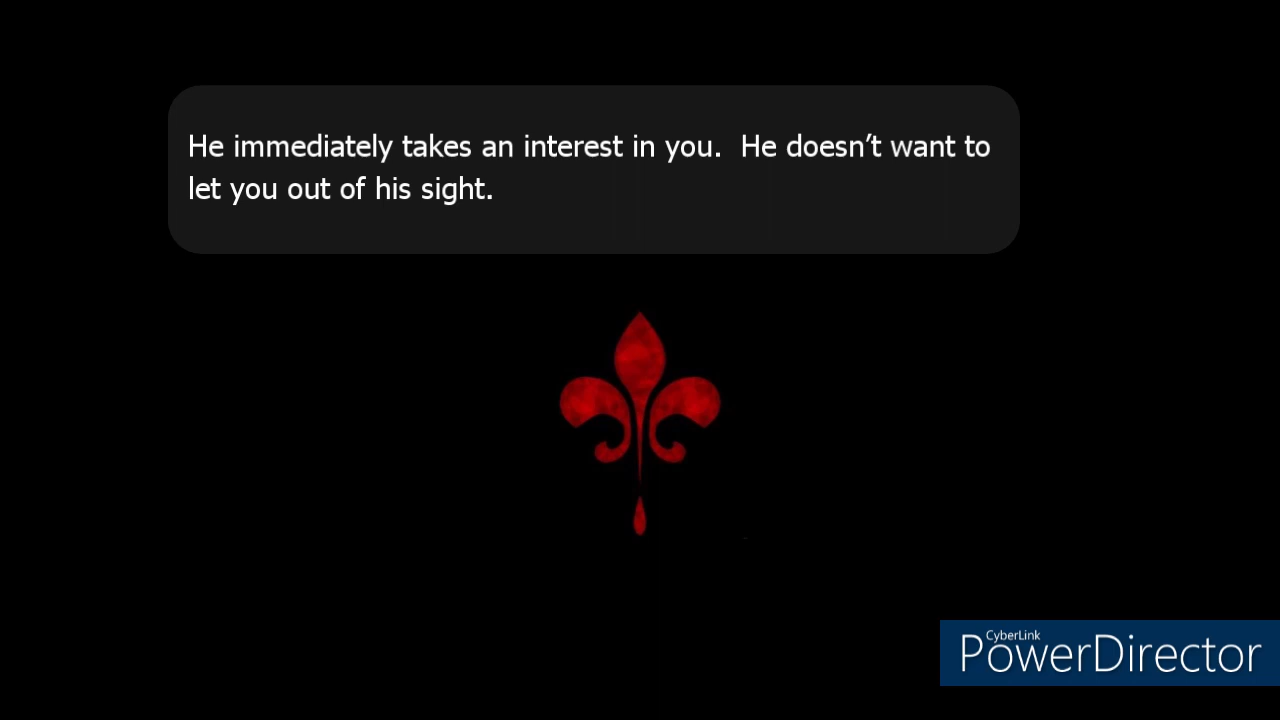 He immediately takes an interest in you.  He doesn’t want to
let you out of his sight.
CyberLink
PowerDirector